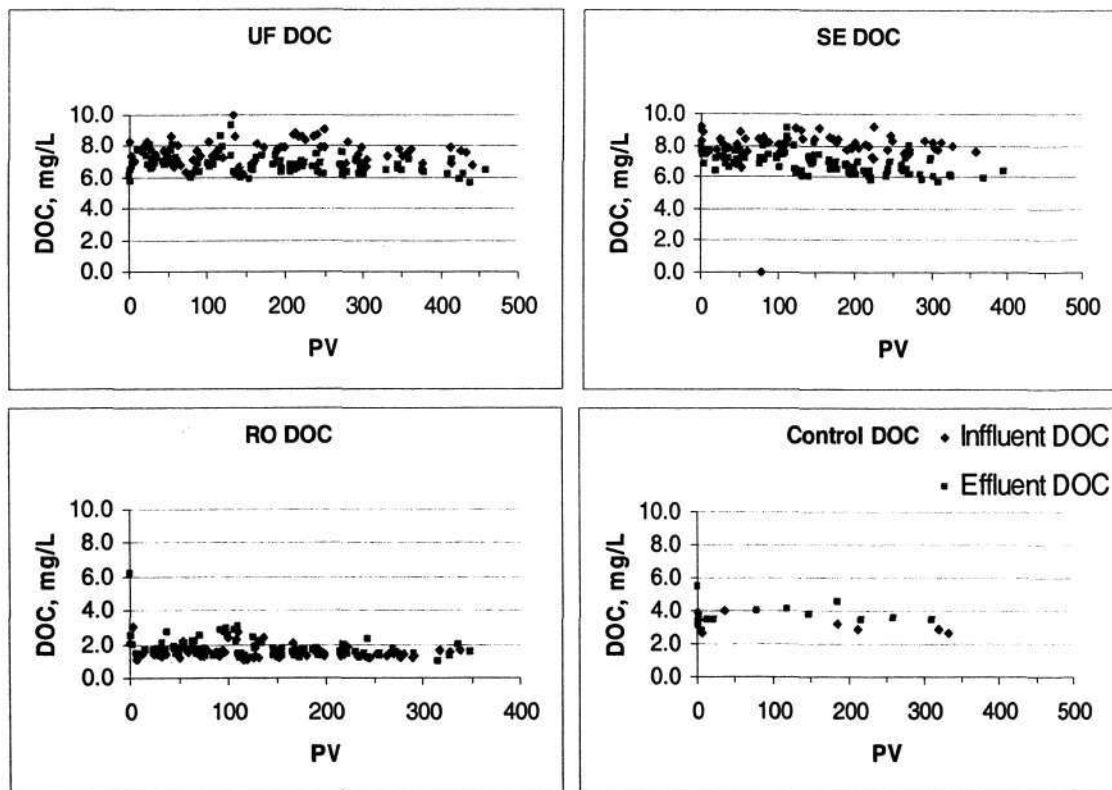 UF DOC
DOC, mg/L
10.0
8.0
6.0
4.0
2.0
0.0
0 100 200 300 400 500
PV
SE DOC
DOC, mg/L
10.0
8.0
6.0
4.0
2.0
0.0
0 100 200 300 400 500
PV
RO DOC
DOC, mg/L
10.0
8.0
6.0
4.0
2.0
0.0
0 100 200 300 400
PV
Control DOC
Inffluent DOC
Effluent DOC
DOC, mg/L
10.0
8.0
6.0
4.0
2.0
0.0
0 100 200 300 400 500
PV